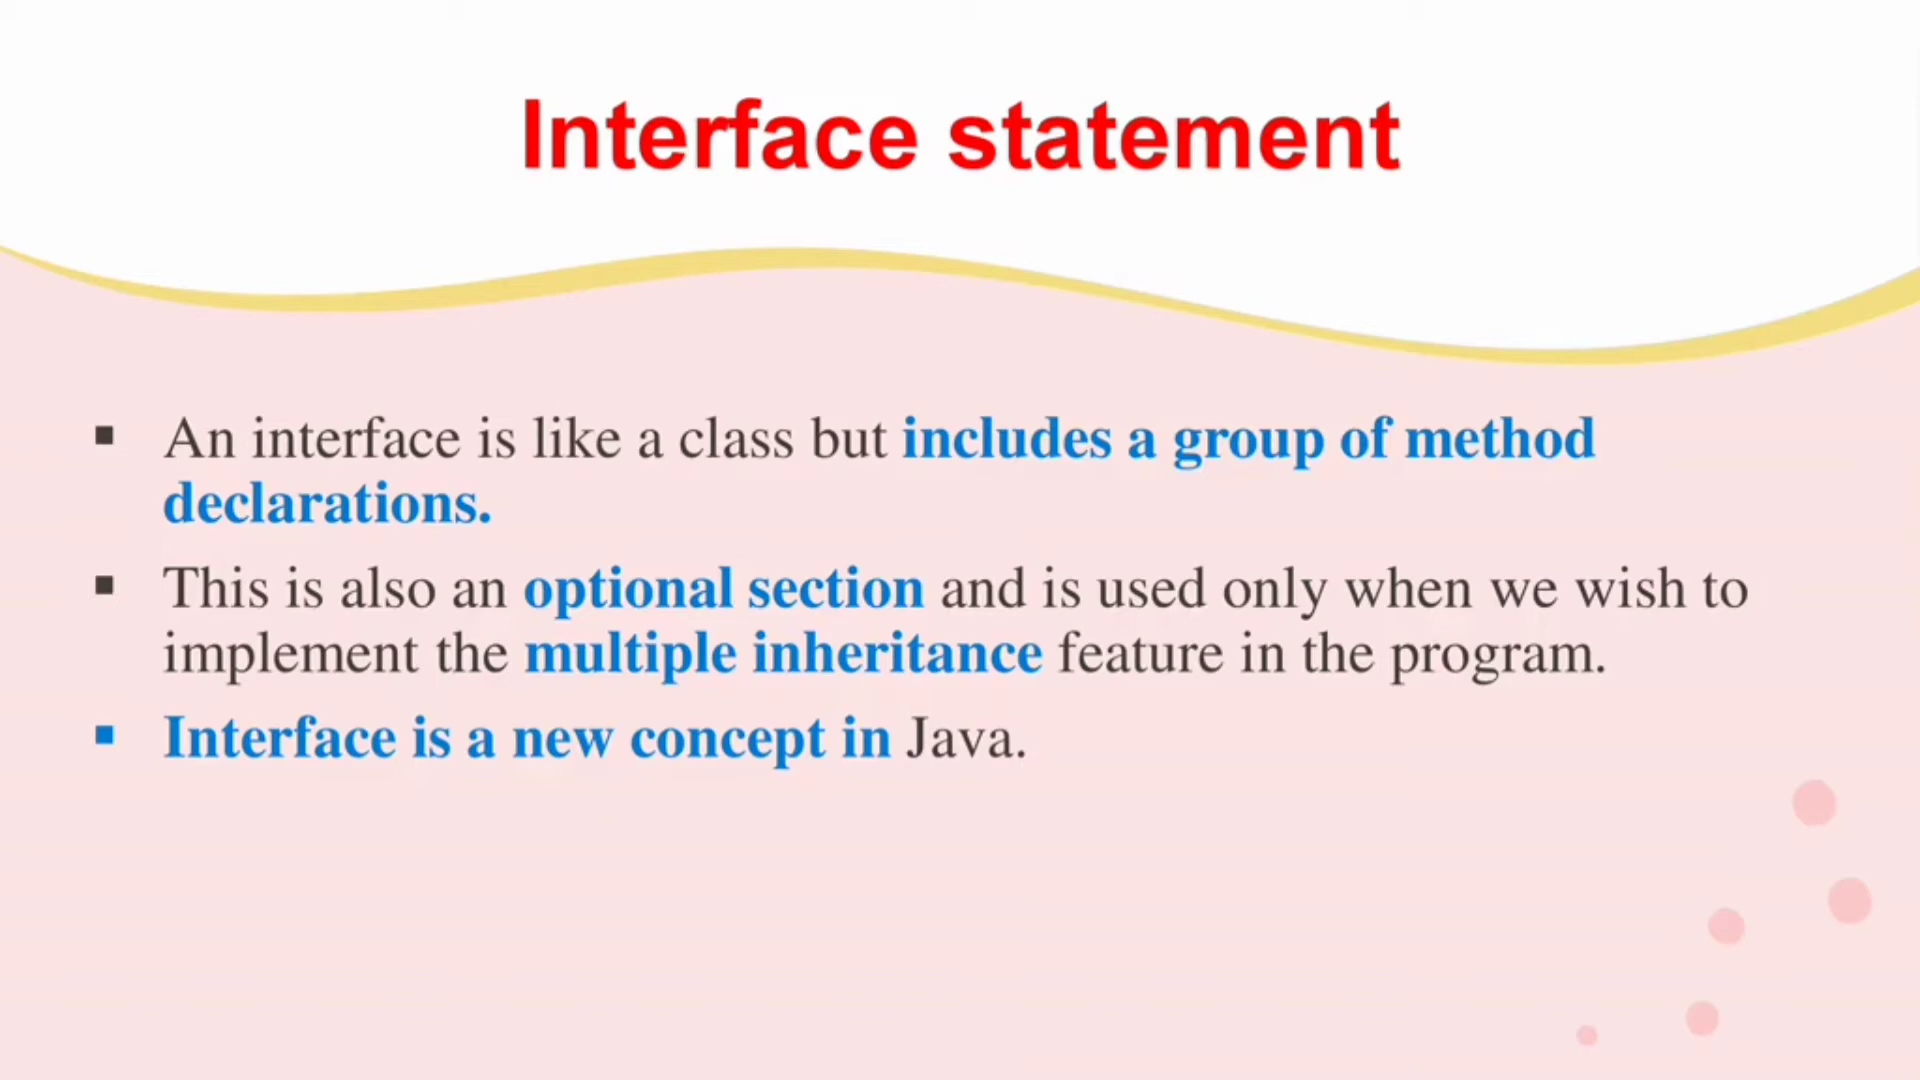 Interface statement
▪ An interface is like a class but includes a group of method
declarations.
▪ This is also an optional section and is used only when we wish to
implement the multiple inheritance feature in the program.
▪ Interface is a new concept in Java.